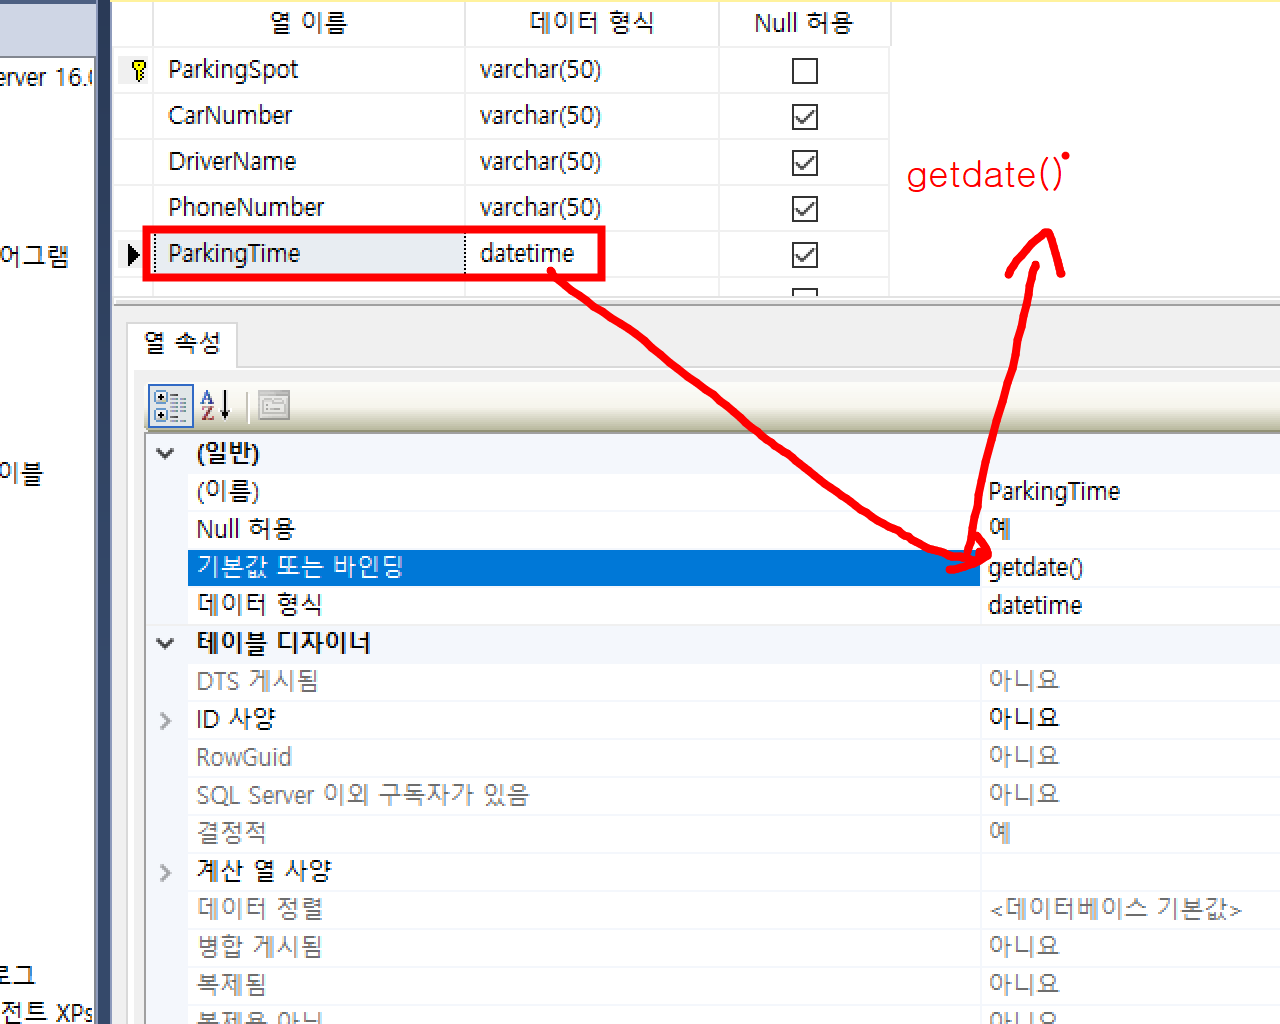 열 이름 데이터 형식 Null 허용
erver 16.
ParkingSpot varchar(50)
CarNumber varchar(50)
DriverName varchar(50)
getdate()
PhoneNumber varchar(50)
어그램
ParkingTime datetime
열 속성
(일반)
이블
(이름) ParkingTime
Null 허용 예
기본값 또는 바인딩 getdate()
데이터 형식 datetime
테이블 디자이너
DTS 게시됨 아니요
ID 사양 아니요
RowGuid 아니요
SQL Server 이외 구독자가 있음 아니요
결정적 예
계산 열 사양
데이터 정렬 <데이터베이스 기본값>
병합 게시됨 아니요
로그
복제됨 아니요
전트 XPs
복제용 아님 아니요